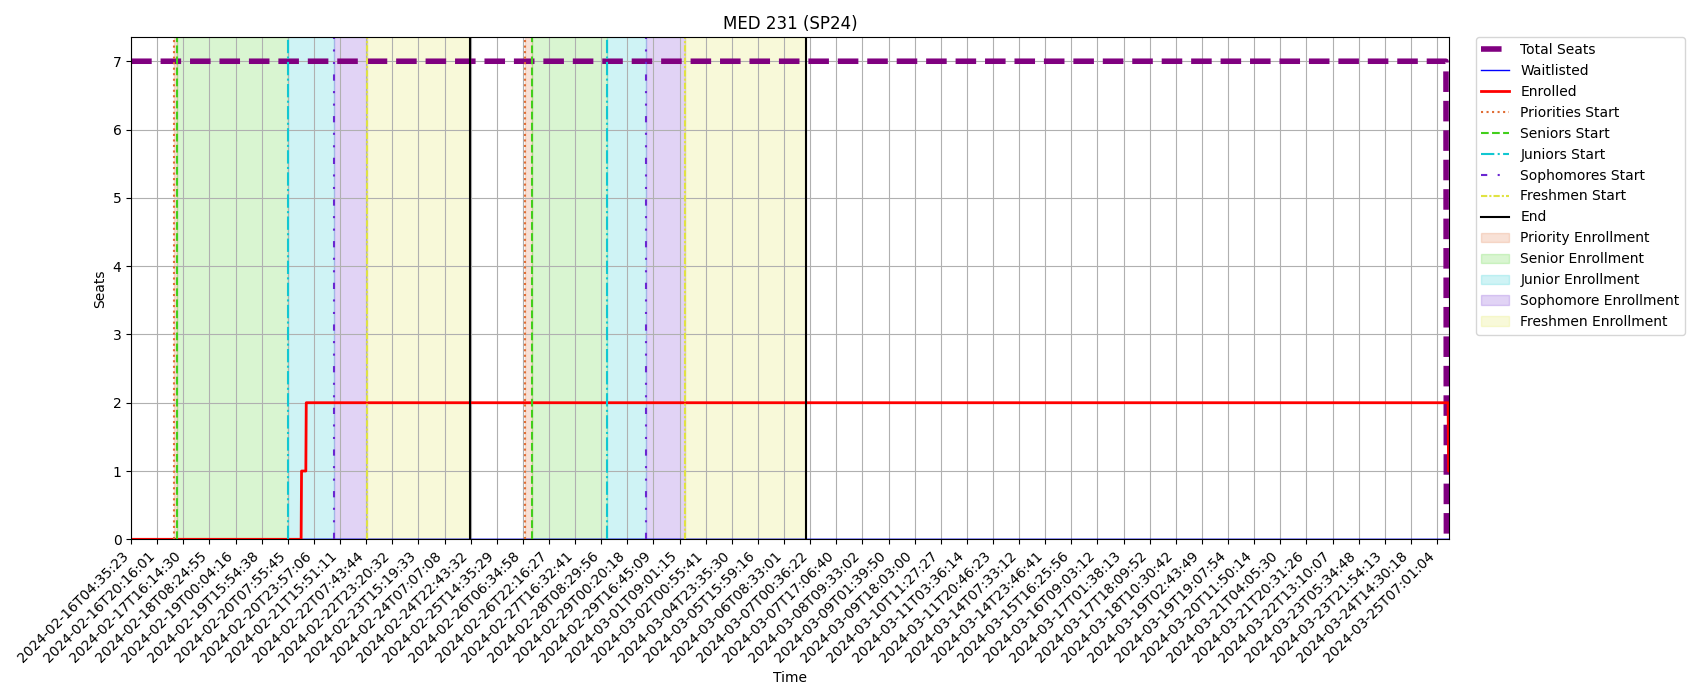 MED 231 (SP24)
7
6
5
4
3
2
1
0
Seats
2024-02-16T04:35:23
2024-02-16T20:16:01
2024-02-17T16:14:30
2024-02-18T08:24:55
2024-02-19T00:04:16
2024-02-19T15:54:38
2024-02-20T07:55:45
2024-02-20T23:57:06
2024-02-21T15:51:11
2024-02-22T07:43:44
2024-02-22T23:20:32
2024-02-23T15:19:33
2024-02-24T07:07:08
2024-02-24T22:43:32
2024-02-25T14:35:29
2024-02-26T06:34:58
2024-02-26T22:16:27
2024-02-27T16:32:41
2024-02-28T08:29:56
2024-02-29T00:20:18
2024-02-29T16:45:09
2024-03-01T09:01:15
2024-03-02T00:55:41
2024-03-04T23:35:30
2024-03-05T15:59:16
2024-03-06T08:33:01
2024-03-07T00:36:22
2024-03-07T17:06:40
2024-03-08T09:33:02
2024-03-09T01:39:50
2024-03-09T18:03:00
2024-03-10T11:27:27
2024-03-11T03:36:14
2024-03-11T20:46:23
2024-03-14T07:33:12
2024-03-14T23:46:41
2024-03-15T16:25:56
2024-03-16T09:03:12
2024-03-17T01:38:13
2024-03-17T18:09:52
2024-03-18T10:30:42
2024-03-19T02:43:49
2024-03-19T19:07:54
2024-03-20T11:50:14
2024-03-21T04:05:30
2024-03-21T20:31:26
2024-03-22T13:10:07
2024-03-23T05:34:48
2024-03-23T21:54:13
2024-03-24T14:30:18
2024-03-25T07:01:04
Time
Total Seats
Waitlisted
Enrolled
Priorities Start
Seniors Start
Juniors Start
Sophomores Start
Freshmen Start
End
Priority Enrollment
Senior Enrollment
Junior Enrollment
Sophomore Enrollment
Freshmen Enrollment